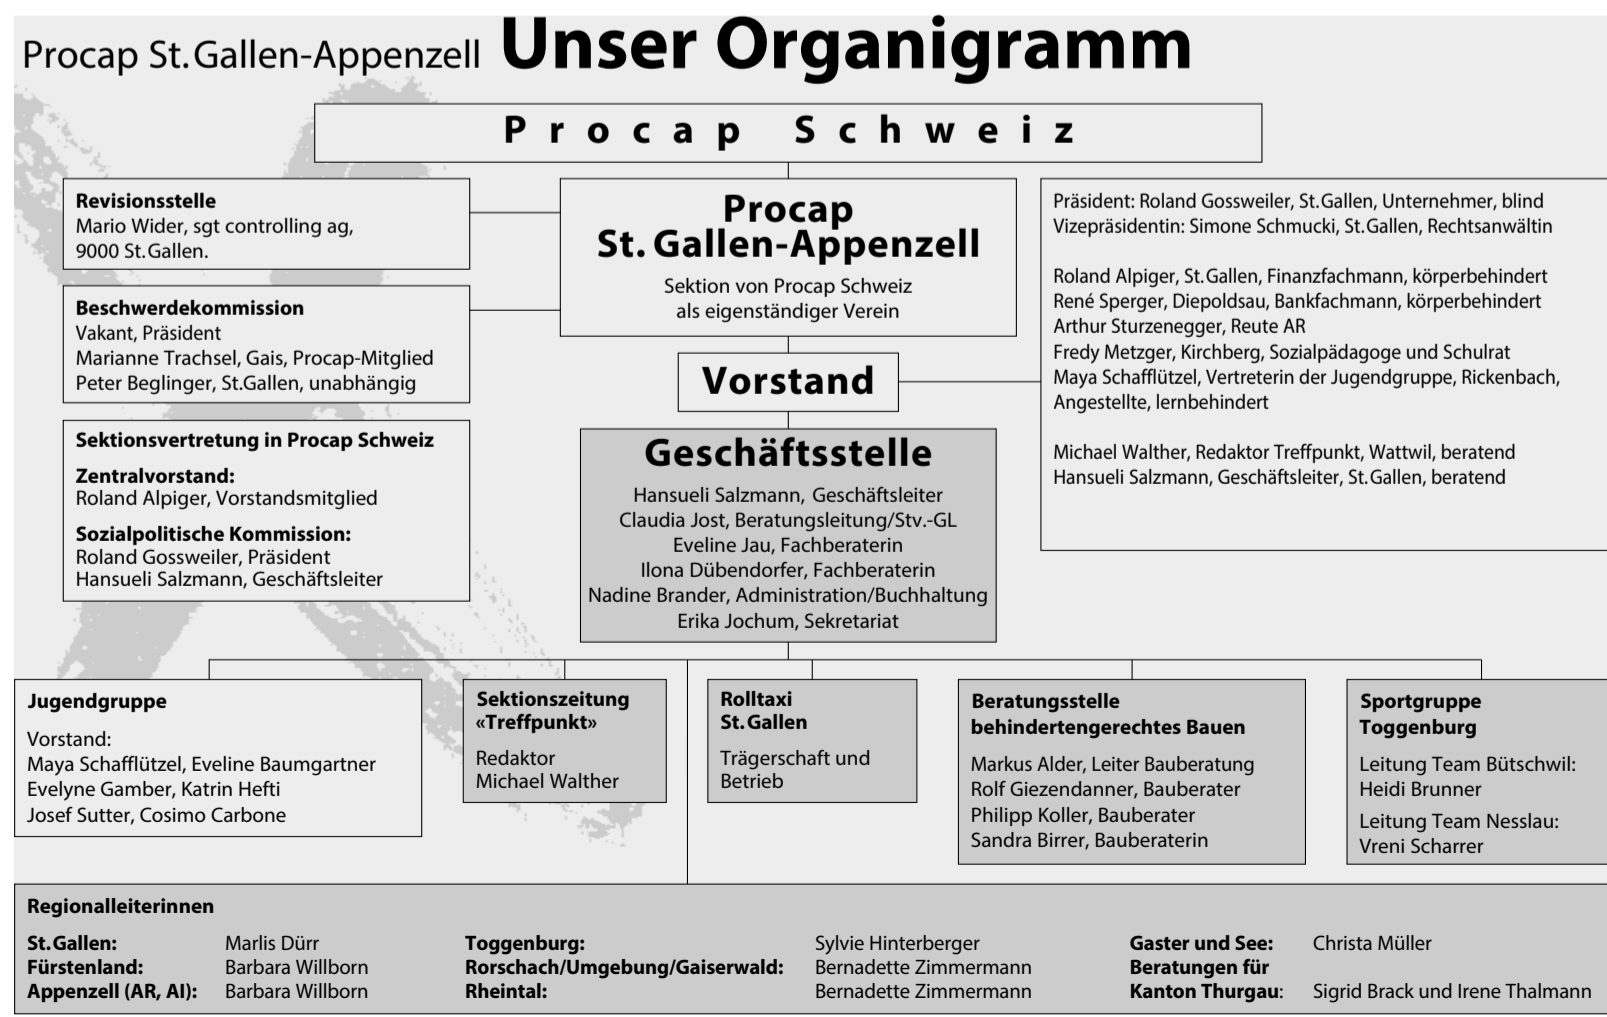 Procap St. Gallen-Appenzell Unser Organigramm
Procap Schweiz
Revisionsstelle
Mario Wider, sgt controlling ag,
9000 St. Gallen.
Beschwerdekommission
Vakant, Präsident
Marianne Trachsel, Gais, Procap-Mitglied
Peter Beglinger, St.Gallen, unabhängig
Sektionsvertretung in Procap Schweiz
Zentralvorstand:
Roland Alpiger, Vorstandsmitglied
Sozialpolitische Kommission:
Roland Gossweiler, Präsident
Hansueli Salzmann, Geschäftsleiter
Procap
St. Gallen-Appenzell
Sektion von Procap Schweiz
als eigenständiger Verein
Vorstand
Präsident: Roland Gossweiler, St. Gallen, Unternehmer, blind
Vizepräsidentin: Simone Schmucki, St. Gallen, Rechtsanwältin
Roland Alpiger, St. Gallen, Finanzfachmann, körperbehindert
René Sperger, Diepoldsau, Bankfachmann, körperbehindert
Arthur Sturzenegger, Reute AR
Fredy Metzger, Kirchberg, Sozialpädagoge und Schulrat
Maya Schafflützel, Vertreterin der Jugendgruppe, Rickenbach,
Angestellte, lernbehindert
Michael Walther, Redaktor Treffpunkt, Wattwil, beratend
Hansueli Salzmann, Geschäftsleiter, St. Gallen, beratend
Geschäftsstelle
Hansueli Salzmann, Geschäftsleiter
Claudia Jost, Beratungsleitung/Stv.-GL
Eveline Jau, Fachberaterin
Ilona Dübendorfer, Fachberaterin
Nadine Brander, Administration/Buchhaltung
Erika Jochum, Sekretariat
Jugendgruppe
Vorstand:
Maya Schafflützel, Eveline Baumgartner
Evelyne Gamber, Katrin Hefti
Josef Sutter, Cosimo Carbone
Sektionszeitung
«Treffpunkt»
Redaktor
Michael Walther
Rolltaxi
St. Gallen
Trägerschaft und
Betrieb
Beratungsstelle
behindertengerechtes Bauen
Markus Alder, Leiter Bauberatung
Rolf Giezendanner, Bauberater
Philipp Koller, Bauberater
Sandra Birrer, Bauberaterin
Sportgruppe
Toggenburg
Leitung Team Bütschwil:
Heidi Brunner
Leitung Team Nesslau:
Vreni Scharrer
Regionalleiterinnen
St. Gallen: Marlis Dürr
Fürstenland: Barbara Willborn
Appenzell (AR, AI): Barbara Willborn
Toggenburg: Sylvie Hinterberger
Rorschach/Umgebung/Gaiserwald: Bernadette Zimmermann
Rheintal: Bernadette Zimmermann
Gaster und See: Christa Müller
Beratungen für
Kanton Thurgau: Sigrid Brack und Irene Thalmann